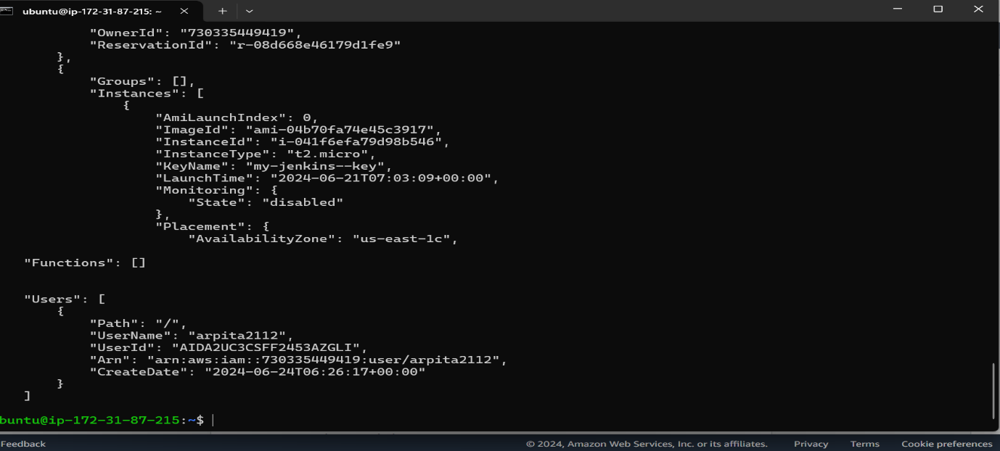 ubuntu@ip-172-31-87-215: ~
"OwnerId": "730335449419",
"ReservationId": "r-08d668e46179d1fe9"
},
{
"Groups": [],
"Instances": [
{
"AmiLaunchIndex": 0,
"ImageId": "ami-04b70fa74e45c3917",
"InstanceId": "i-041f6efa79d98b546",
"InstanceType": "t2.micro",
"KeyName": "my-jenkins--key",
"LaunchTime": "2024-06-21T07:03:09+00:00",
"Monitoring": {
"State": "disabled"
},
"Placement": {
"AvailabilityZone": "us-east-1c",
"Functions": []
"Users": [
{
"Path": "/",
"UserName": "arpita2112",
"UserId": "AIDA2UC3CSFF2453AZGLI",
"Arn": "arn:aws:iam::730335449419:user/arpita2112",
"CreateDate": "2024-06-24T06:26:17+00:00"
}
]
buntu@ip-172-31-87-215:~$
Feedback © 2024, Amazon Web Services, Inc. or its affiliates. Privacy Terms Cookie preferences